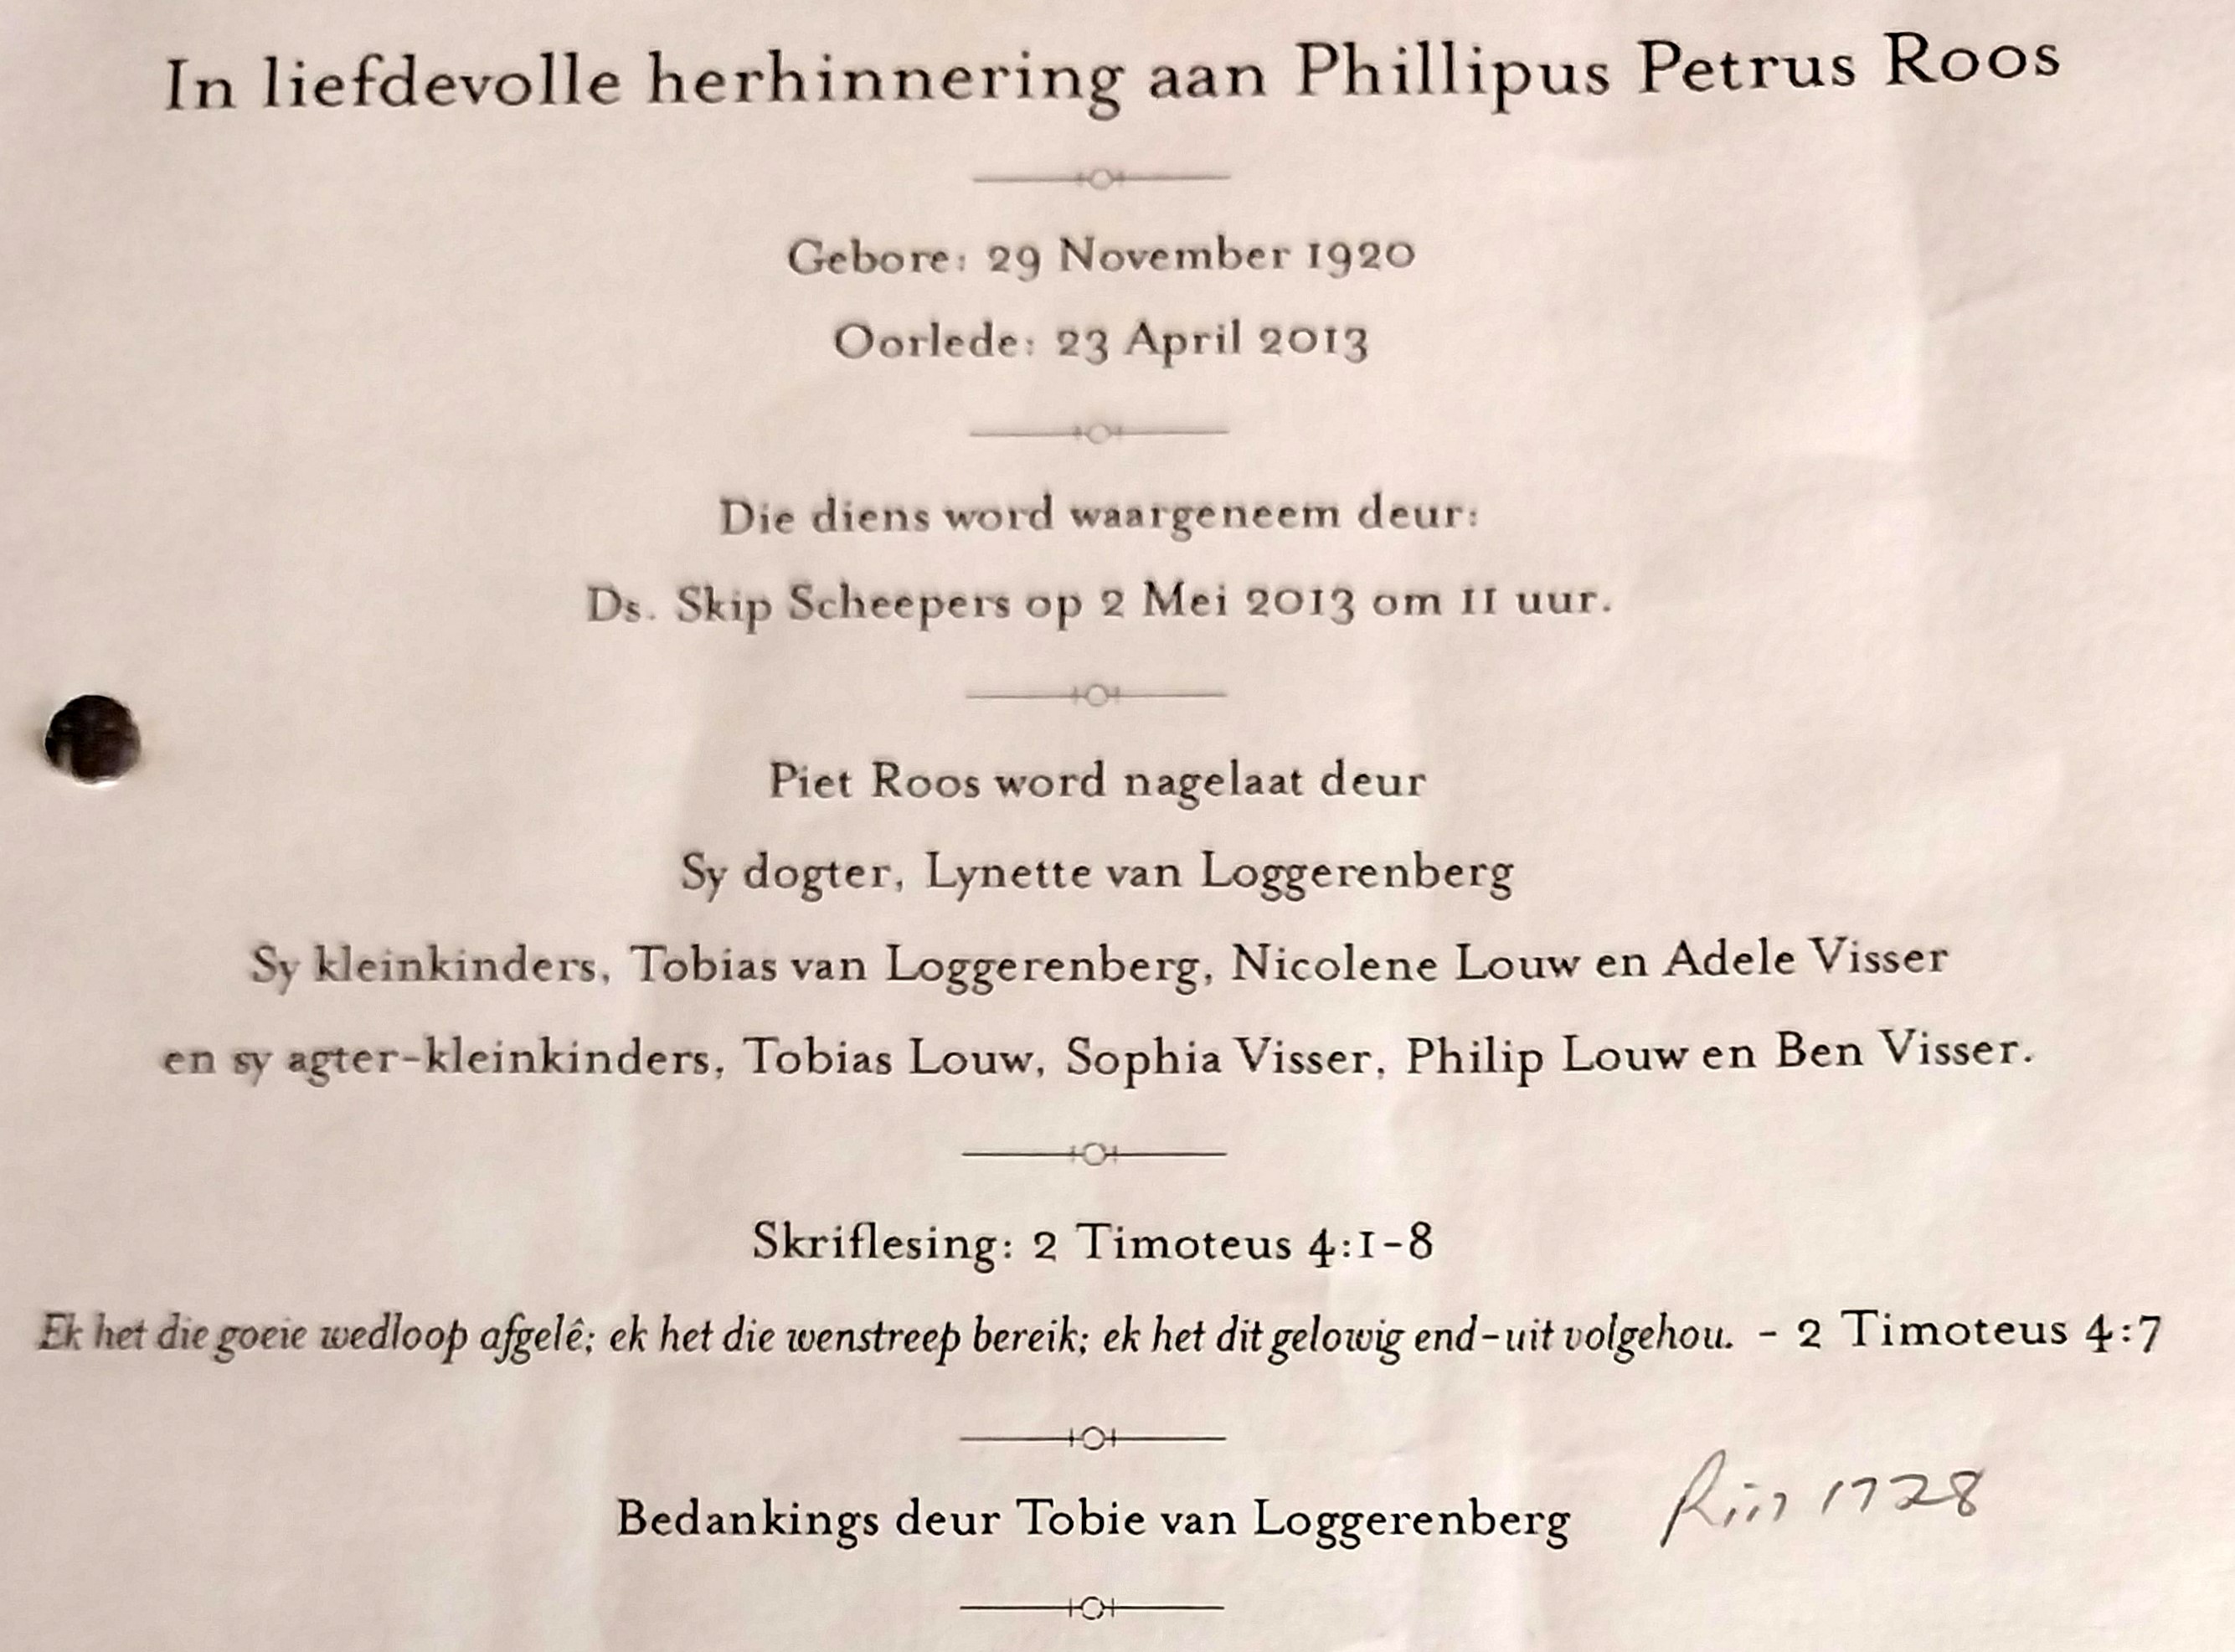 In liefdevolle herhinnering aan Phillipus Petrus Roos
Gebore: 29 November 1920
Oorlede: 23 April 2013
Die diens word waargeneem deur:
Ds. Skip Scheepers op 2 Mei 2013 om 11 uur.
Piet Roos word nagelaat deur
Sy dogter, Lynette van Loggerenberg
Sy kleinkinders, Tobias van Loggerenberg, Nicolene Louw en Adele Visser
en sy agter-kleinkinders, Tobias Louw, Sophia Visser, Philip Louw en Ben Visser.
Skriflesing: 2 Timoteus 4:1-8
Ek het die goeie wedloop afgelê; ek het die wenstreep bereik; ek het dit gelowig end-uit volgehou. - 2 Timoteus 4:7
Bedankings deur Tobie van Loggerenberg
1728